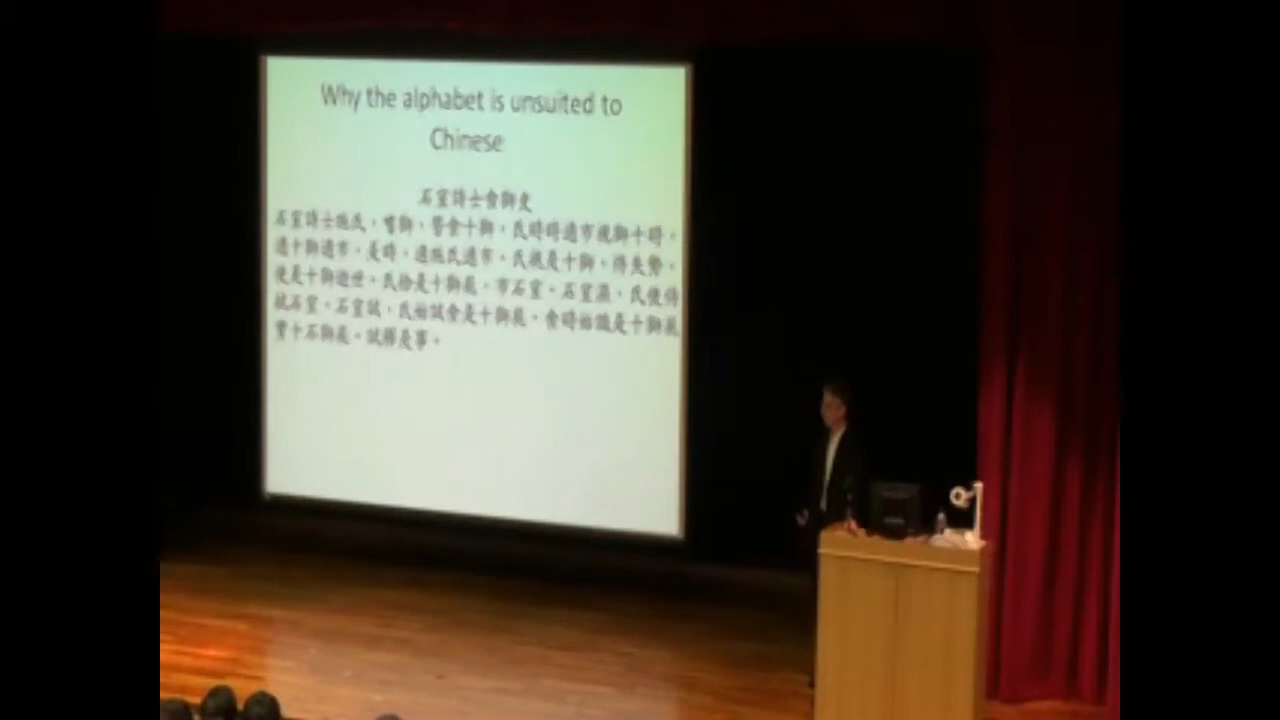 Why the alphabet is unsuited to
Chinese
石室詩士食獅史
石室詩士施氏,嗜獅,誓食十獅。氏時時適市視獅十時。
適十獅適市。是時,適施氏適市。氏視是十獅,恃矢勢,
使是十獅逝世。氏拾是十獅屍,石室。石室濕,氏使侍
拭石室。石室拭,氏始試食是十獅屍。食時始識是十獅屍
實十石獅屍。試釋是事。